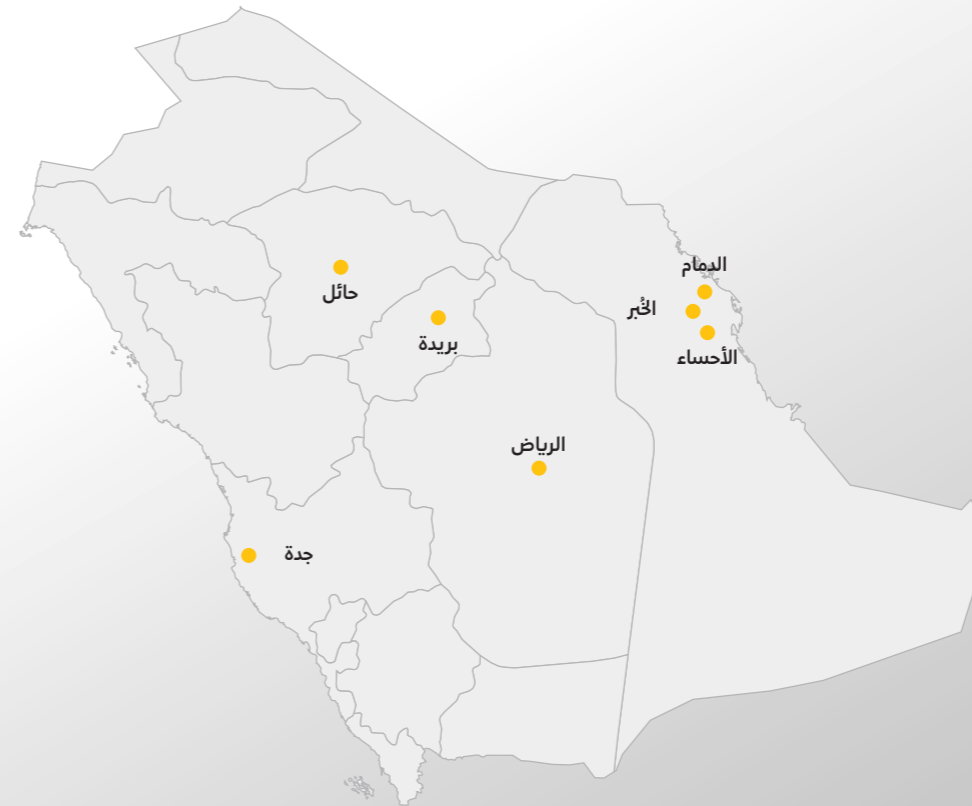 الدمام
حائل
الخُبر
بريدة
الأحساء
الرياض
جدة